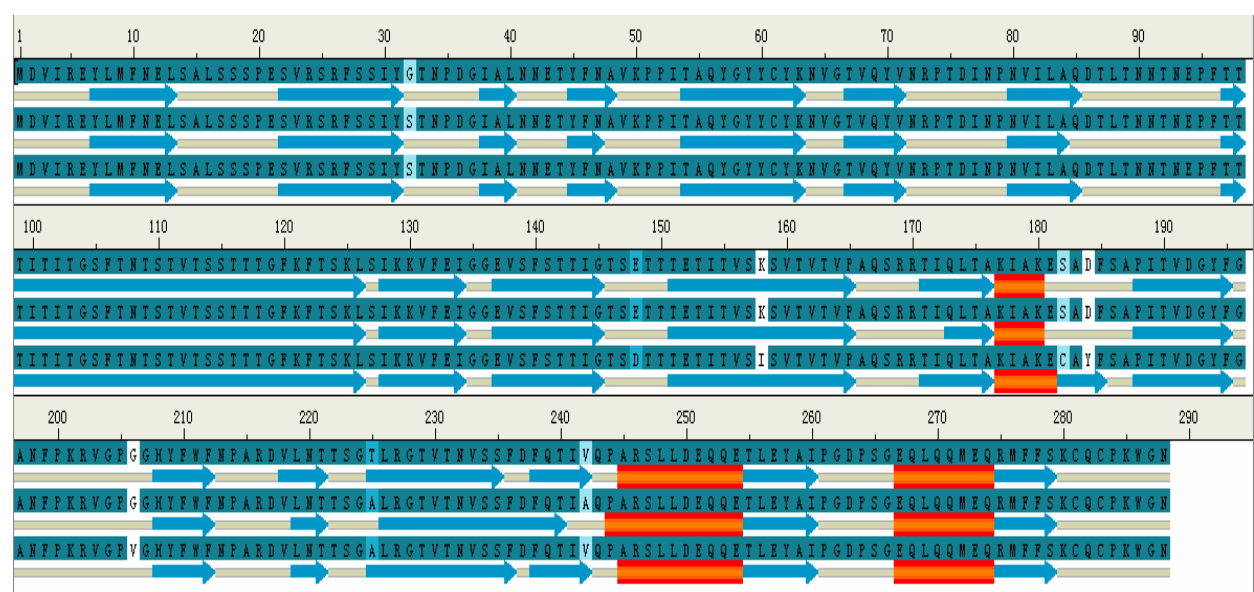 1 10 20 30 40 50 60 70 80 90
MDVIREYLMFNELSALSSSPESVRSRFSSIYGTNPDGIALNNETYFNAVKPPITAQYGYYCYKNVGTVQYVNRPTDINPNVILAQDTLTNNTNEPFTT
MDVIREYLMFNELSALSSSPESVRSRFSSIYSTNPDGIALNNETYFNAVKPPITAQYGYYCYKNVGTVQYVNRPTDINPNVILAQDTLTNNTNEPFTT
MDVIREYLMFNELSALSSSPESVRSRFSSIYSTNPDGIALNNETYFNAVKPPITAQYGYYCYKNVGTVQYVNRPTDINPNVILAQDTLTNNTNEPFTT
100 110 120 130 140 150 160 170 180 190
TITITGSFTNTSTVTSSTTTGFKFTSKLSIKKVFEIGGEVSFSTTIGTSETTTETITVSKSVTVTVPAQSRRTIQLTAKIAKESADFSAPITVDGYFG
TITITGSFTNTSTVTSSTTTGFKFTSKLSIKKVFEIGGEVSFSTTIGTSETTTETITVSKSVTVTVPAQSRRTIQLTAKIAKESADFSAPITVDGYFG
TITITGSFTNTSTVTSSTTTGFKFTSKLSIKKVFEIGGEVSFSTTIGTSDTTTETITVSISVTVTVPAQSRRTIQLTAKIAKECAYFSAPITVDGYFG
200 210 220 230 240 250 260 270 280 290
ANFPKRVGPGGHYFWFNPARDVLNTTSGTLRGTVTNVSSFDFQTIVQPARSLLDEQQETLEYAIPGDPSGEQLQQMEQRMFFSKCQCPKWGN
ANFPKRVGPGGHYFWFNPARDVLNTTSGALRGTVTNVSSFDFQTIAQPARSLLDEQQETLEYAIPGDPSGEQLQQMEQRMFFSKCQCPKWGN
ANFPKRVGPVGHYFWFNPARDVLNTTSGALRGTVTNVSSFDFQTIVQPARSLLDEQQETLEYAIPGDPSGEQLQQMEQRMFFSKCQCPKWGN